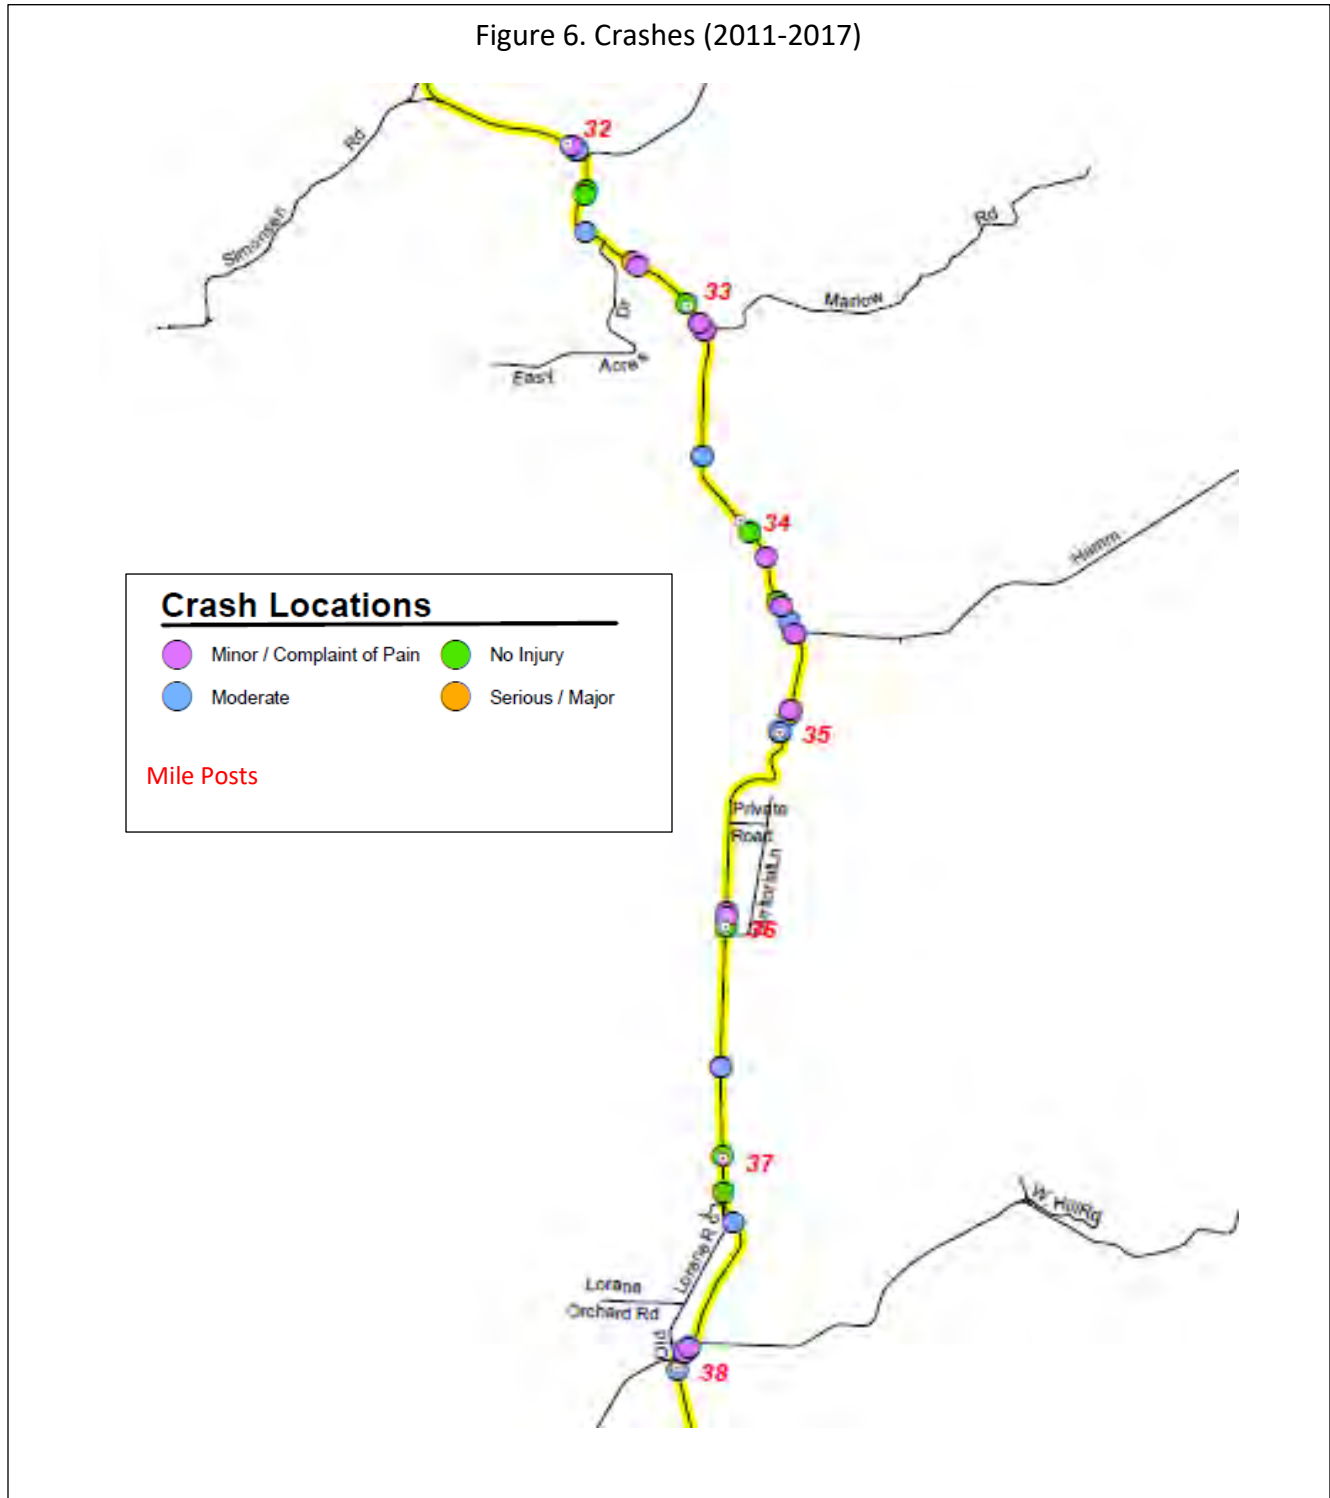 Figure 6. Crashes (2011-2017)
32
Simonsen Rd
Rd
33
Marlow
Dr
East Acres
34
Hamm
Crash Locations
Minor / Complaint of Pain
No Injury
Moderate
Serious / Major
35
Mile Posts
Private
Road
36
37
W Hill Rd
Lorane R
Lorane
Orchard Rd
Old
38